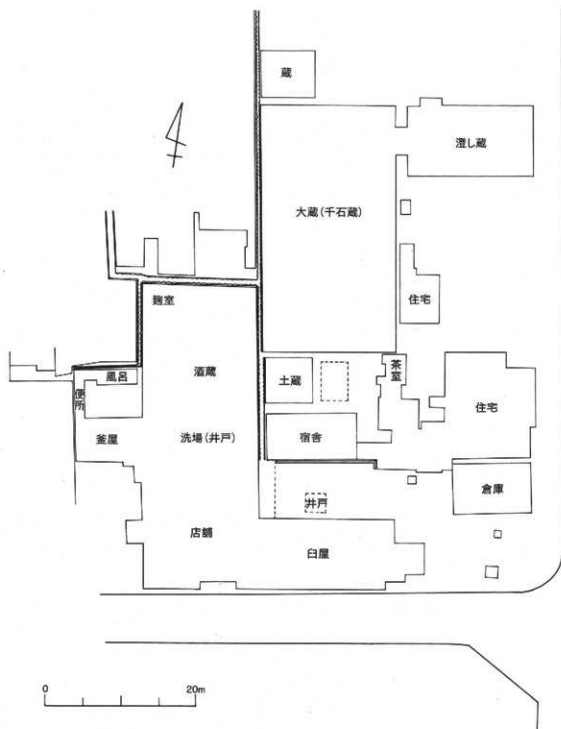 蔵
澄し蔵
大蔵(千石蔵)
住宅
麹室
酒蔵
風呂
便所
土蔵
茶室
住宅
釜屋
洗場(井戸)
宿舎
倉庫
井戸
店舗
臼屋
0
20m